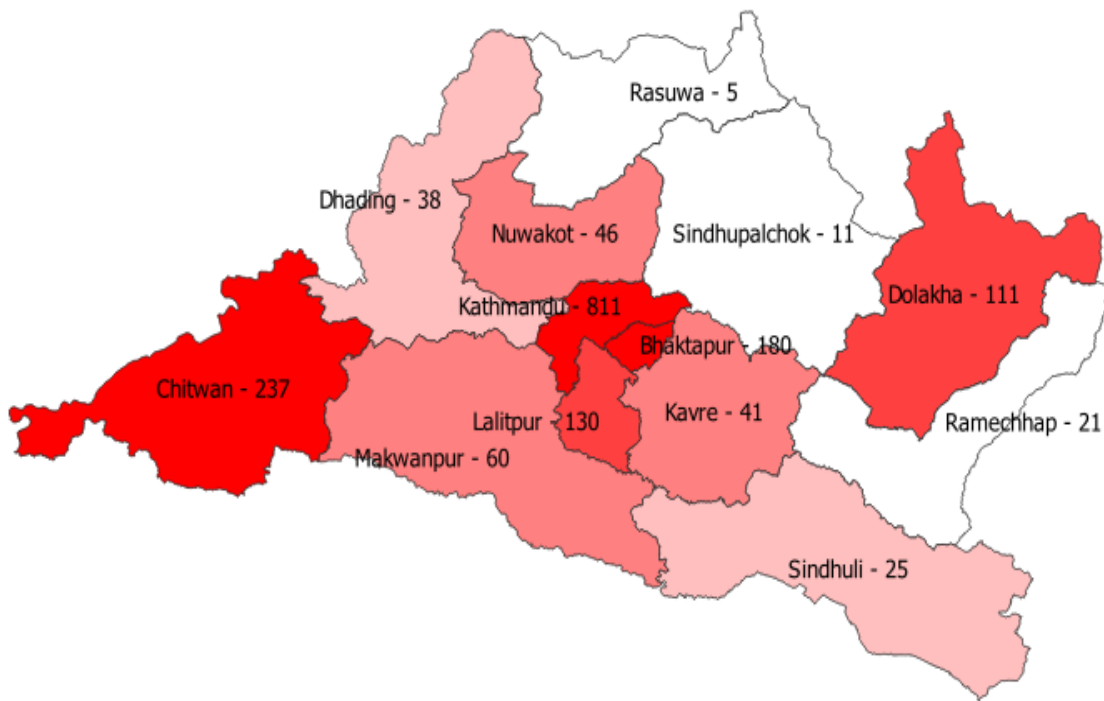 Rasuwa - 5
Dhading - 38
Nuwakot - 46
Sindhupalchok - 11
Dolakha - 111
Kathmandu - 811
Bhaktapur - 180
Chitwan - 237
Lalitpur - 130
Kavre - 41
Ramechhap - 21
Makwanpur - 60
Sindhuli - 25